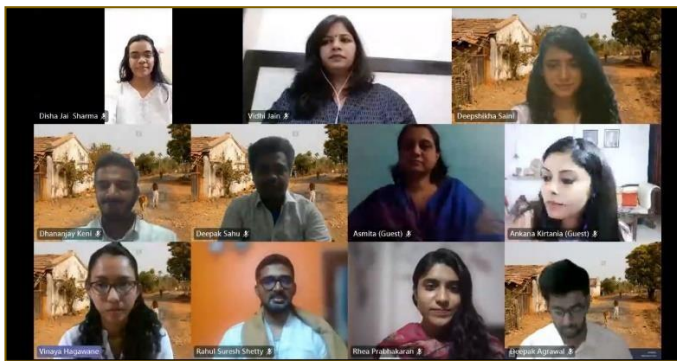 Disha Jai Sharma
Vidhi Jain
Deepshikha Saini
Dhananjay Keni
Deepak Sahu
Asmita (Guest)
Ankana Kirtania (Guest)
Vinaya Hagawane
Rahul Suresh Shetty
Rhea Prabhakaran
Deepak Agrawal